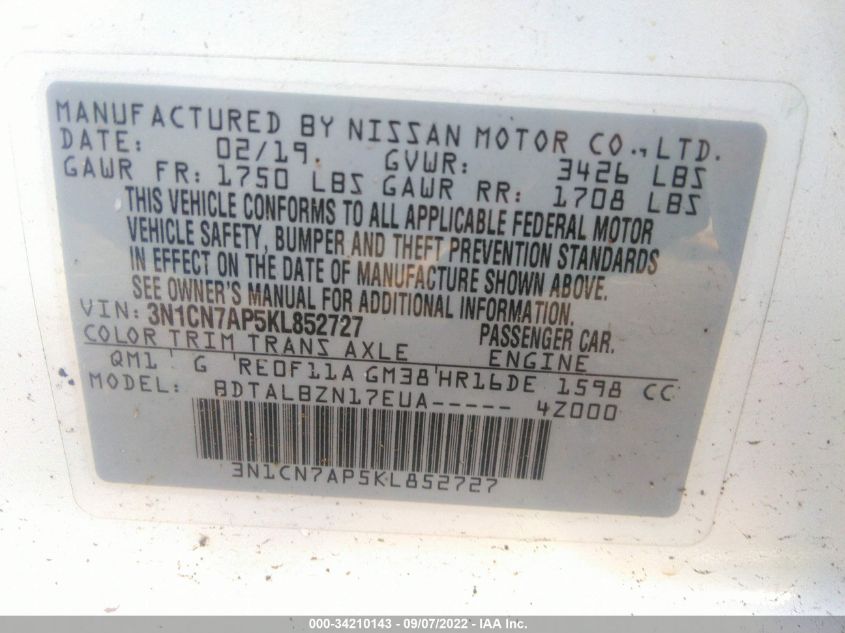 MANUFACTURED BY NISSAN MOTOR CO., LTD.
DATE: 02/19. GVWR: 3426 LBS
GAWR FR: 1750 LBS GAWR RR: 1708 LBS
THIS VEHICLE CONFORMS TO ALL APPLICABLE FEDERAL MOTOR
VEHICLE SAFETY, BUMPER AND THEFT PREVENTION STANDARDS
IN EFFECT ON THE DATE OF MANUFACTURE SHOWN ABOVE.
SEE OWNER'S MANUAL FOR ADDITIONAL INFORMATION.
VIN: 3N1CN7AP5KL852727 PASSENGER CAR.
COLOR TRIM TRANS AXLE ENGINE
QM1 ' G 'RE0F11A GM38'HR16DE 1598 CC
MODEL: BDTALBZN17EUA----- 4Z000
3N1CN7AP5KL852727
000-34210143 - 09/07/2022 - IAA Inc.